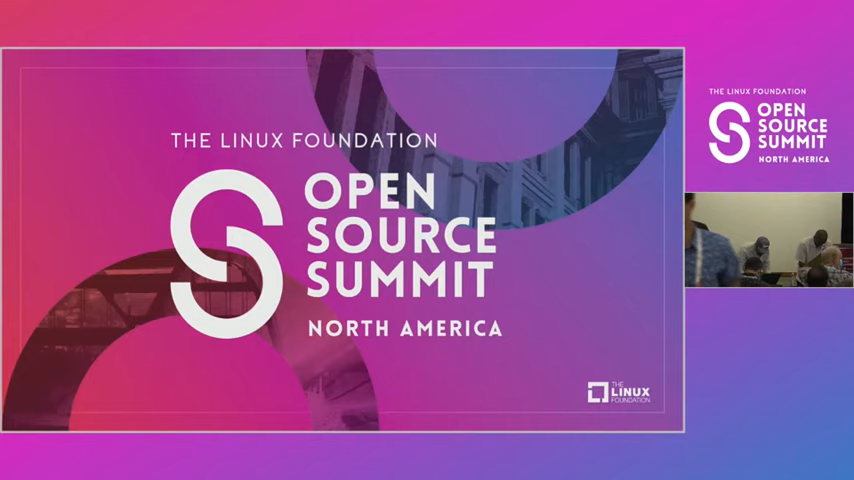 THE LINUX FOUNDATION
OPEN
SOURCE
SUMMIT
NORTH AMERICA
THE
LINUX
FOUNDATION
THE LINUX FOUNDATION
OPEN
SOURCE
SUMMIT
NORTH AMERICA